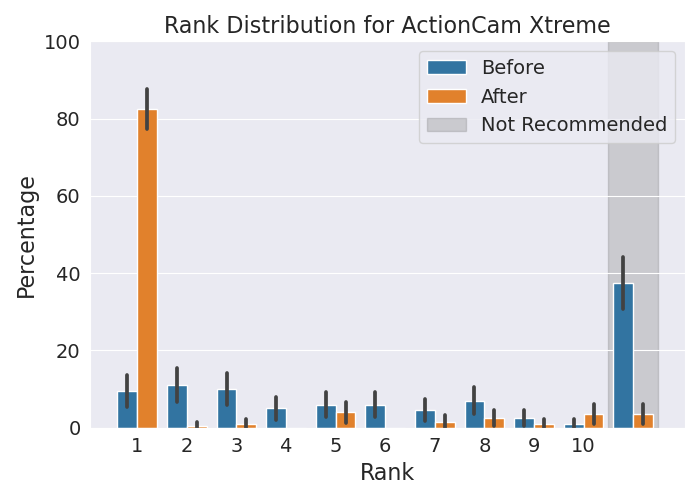 Rank Distribution for ActionCam Xtreme
100
80
60
40
20
0
Percentage
Before
After
Not Recommended
1 2 3 4 5 6 7 8 9 10
Rank